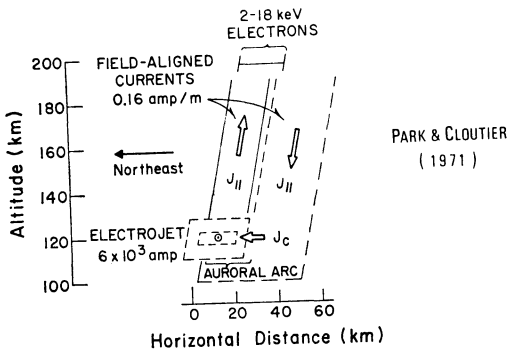 2-18 keV
ELECTRONS
FIELD-ALIGNED
CURRENTS
0.16 amp/m
PARK & CLOUTIER
(1971)
Northeast
J||
J||
ELECTROJET
6 x 10³ amp
Jc
AURORAL ARC
Altitude (km)
200
180
160
140
120
100
0 20 40 60
Horizontal Distance (km)